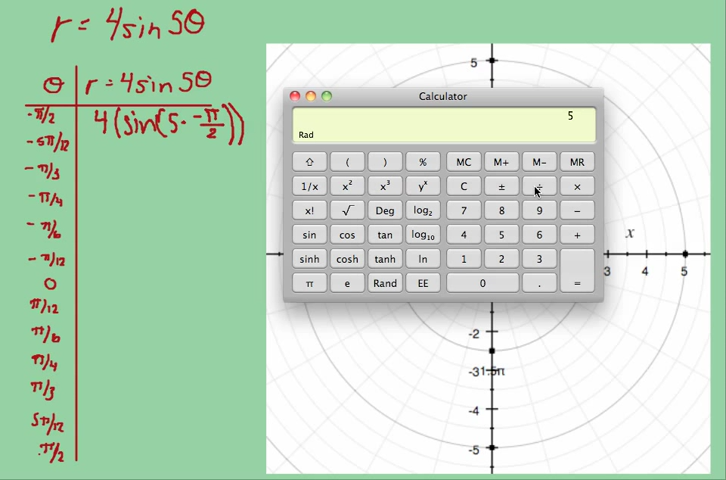 r = 4sin5θ
θ r = 4sin5θ
-π/2 4(sin(5·-π/2))
-5π/12
-π/3
-π/4
-π/6
-π/12
0
π/12
π/6
π/4
π/3
5π/12
π/2
5
Calculator
5
Rad
⇧ ( ) % MC M+ M- MR
1/x x² x³ yˣ C ± ÷ ×
x! √ Deg log₂ 7 8 9 −
sin cos tan log₁₀ 4 5 6 +
sinh cosh tanh ln 1 2 3
π e Rand EE 0 . =
x
3 4 5
-2
-31.5π
-4
-5